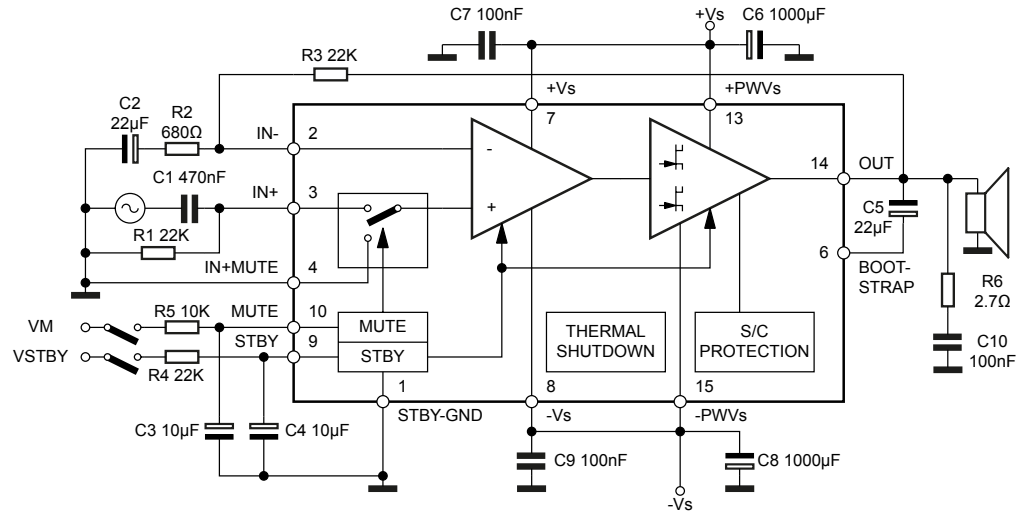 C7 100nF
+Vs
C6 1000µF
R3 22K
+Vs
+PWVs
C2
22µF
R2
680Ω
IN-
2
7
13
-
C1 470nF
IN+
3
14
OUT
+
C5
22µF
R1 22K
IN+MUTE
4
6
BOOT-
STRAP
R6
2.7Ω
VM
R5 10K
MUTE
10
MUTE
THERMAL
SHUTDOWN
S/C
PROTECTION
C10
100nF
VSTBY
R4 22K
STBY
9
STBY
1
8
15
STBY-GND
-Vs
-PWVs
C3 10µF
C4 10µF
C9 100nF
C8 1000µF
-Vs